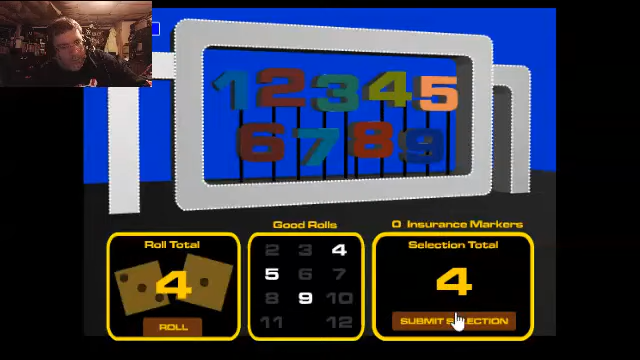 1 2 3 4 5
6 7 8 9
Good Rolls
0 Insurance Markers
Roll Total
4
ROLL
2 3 4
5 6 7
8 9 10
11 12
Selection Total
4
SUBMIT SELECTION